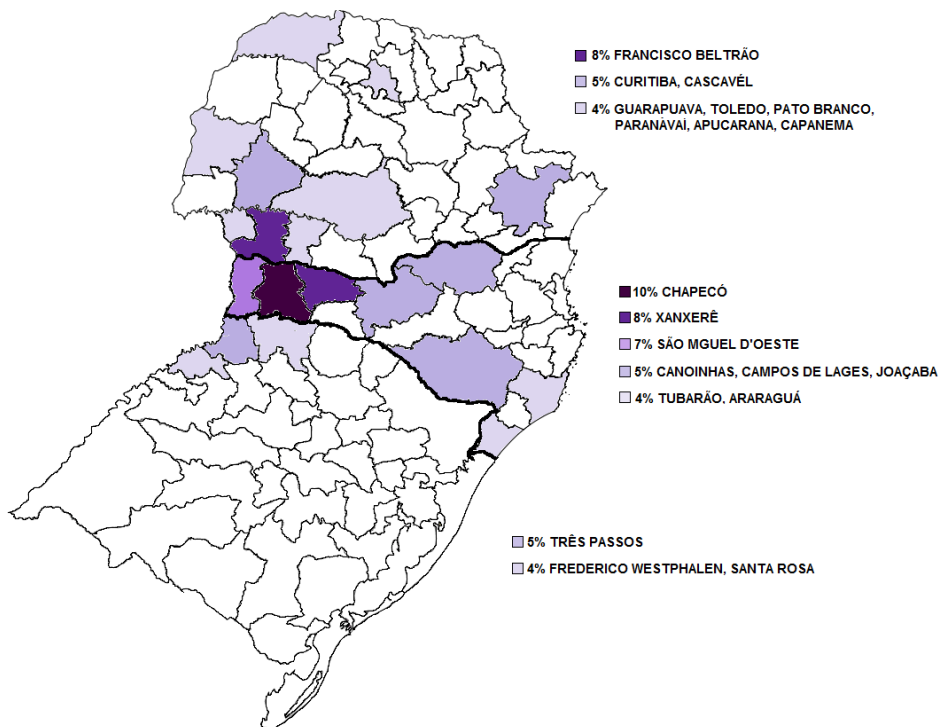 8% FRANCISCO BELTRÃO
5% CURITIBA, CASCAVÉL
4% GUARAPUAVA, TOLEDO, PATO BRANCO,
PARANAVAÍ, APUCARANA, CAPANEMA
10% CHAPECÓ
8% XANXERÊ
7% SÃO MGUEL D'OESTE
5% CANOINHAS, CAMPOS DE LAGES, JOAÇABA
4% TUBARÃO, ARARAGUÁ
5% TRÊS PASSOS
4% FREDERICO WESTPHALEN, SANTA ROSA